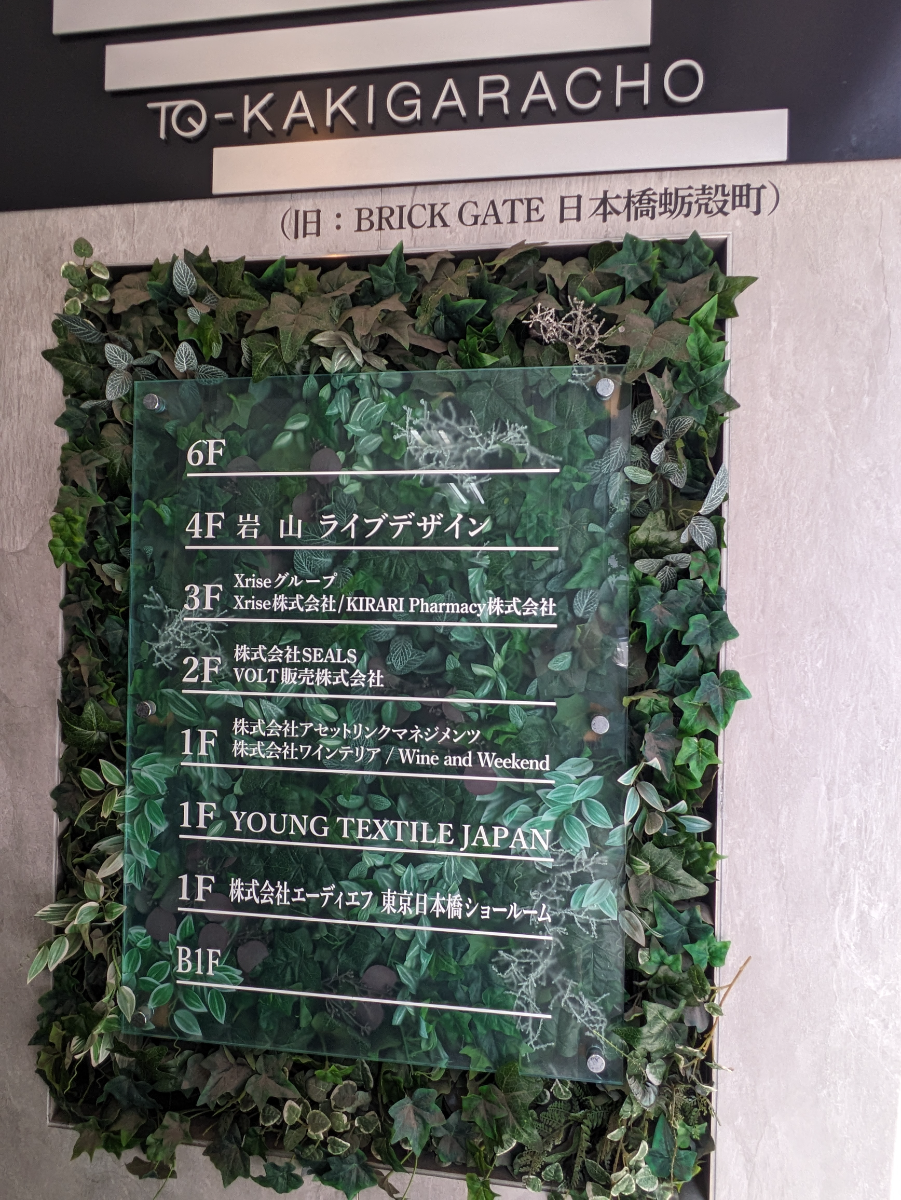 TQ-KAKIGARACHO
（旧：BRICK GATE 日本橋蛎殻町）
6F
4F 岩 山 ライブデザイン
3F Xriseグループ
Xrise株式会社/KIRARI Pharmacy株式会社
2F 株式会社SEALS
VOLT販売株式会社
1F 株式会社アセットリンクマネジメンツ
株式会社ワインテリア / Wine and Weekend
1F YOUNG TEXTILE JAPAN
1F 株式会社エーディエフ 東京日本橋ショールーム
B1F